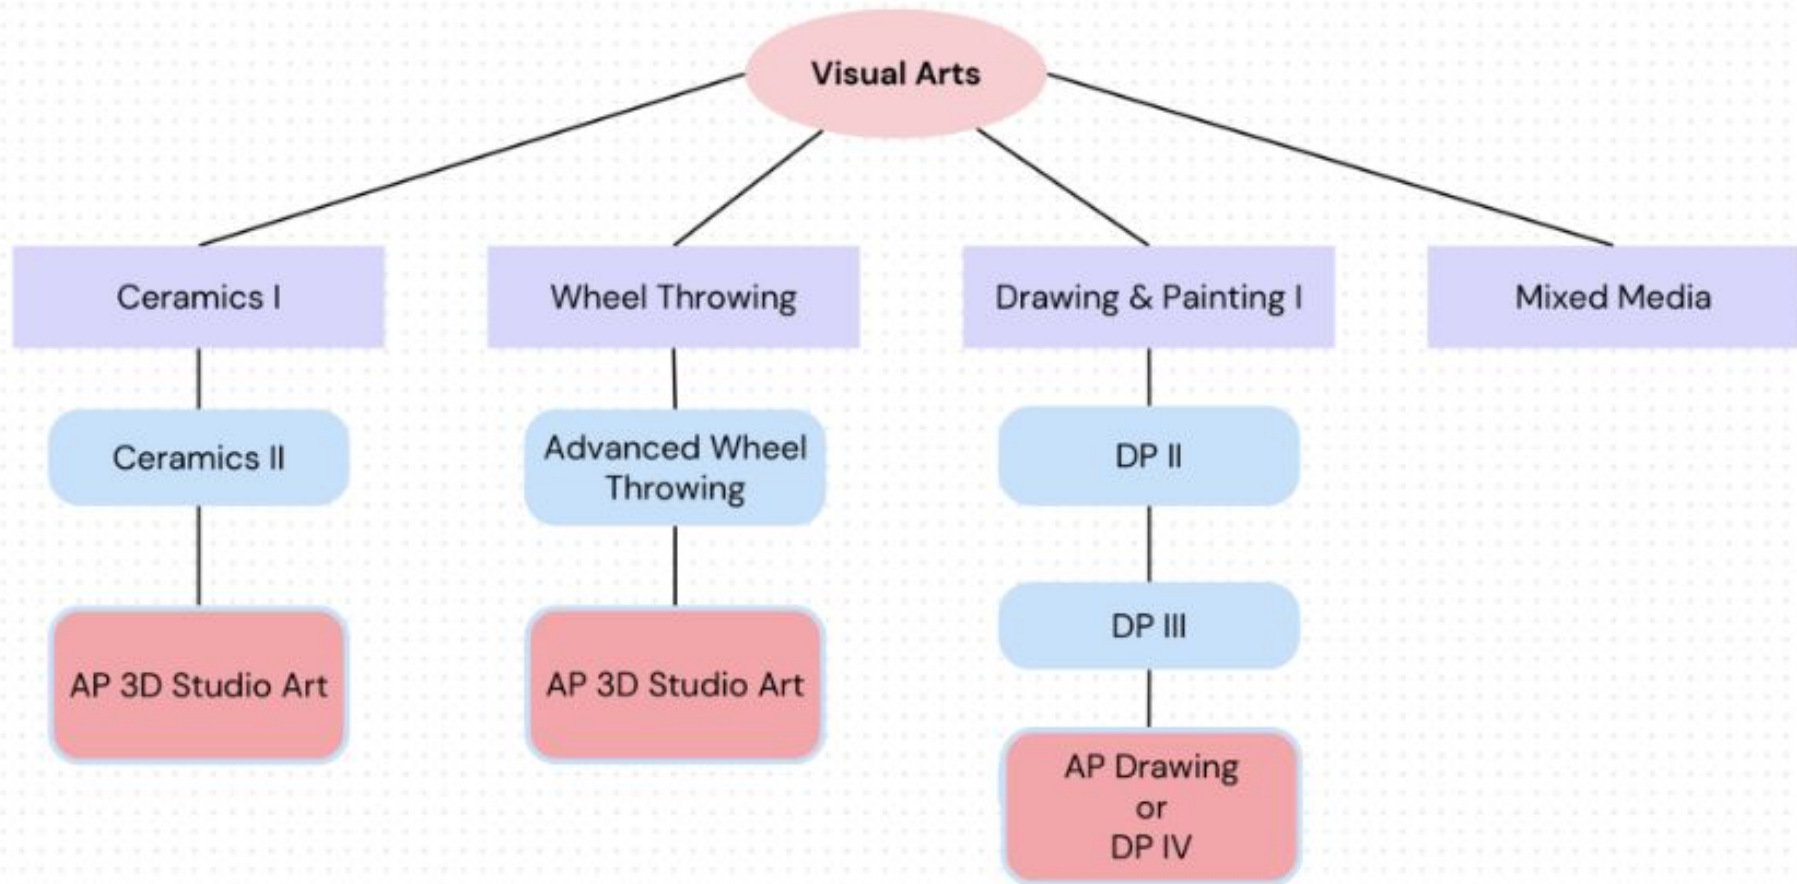 Visual Arts
Ceramics I
Wheel Throwing
Drawing & Painting I
Mixed Media
Ceramics II
Advanced Wheel
Throwing
DP II
DP III
AP 3D Studio Art
AP 3D Studio Art
AP Drawing
or
DP IV